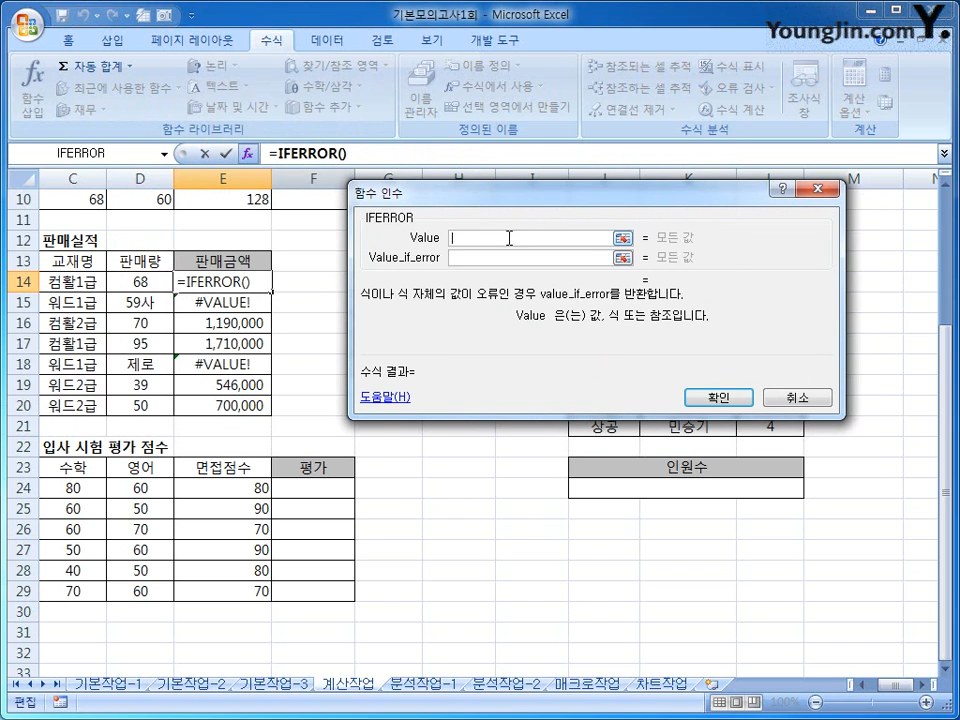 기본모의고사1회 - Microsoft Excel
YoungJin.com Y.
홈 삽입 페이지 레이아웃 수식 데이터 검토 보기 개발 도구
함수 삽입
Σ 자동 합계
최근에 사용한 함수
재무
논리
텍스트
날짜 및 시간
찾기/참조 영역
수학/삼각
함수 추가
함수 라이브러리
이름 관리자
이름 정의
수식에서 사용
선택 영역에서 만들기
정의된 이름
참조되는 셀 추적
참조하는 셀 추적
연결선 제거
수식 표시
오류 검사
수식 계산
수식 분석
조사식 창
계산 옵션
계산
IFERROR fx =IFERROR()
C D E F G H I J K L M N
10 68 60 128
11
12 판매실적
13 교재명 판매량 판매금액
14 컴활1급 68 =IFERROR()
15 워드1급 59사 #VALUE!
16 컴활2급 70 1,190,000
17 컴활1급 95 1,710,000
18 워드1급 제로 #VALUE!
19 워드2급 39 546,000
20 워드2급 50 700,000
21 상공 민승기 4
22 입사 시험 평가 점수
23 수학 영어 면접점수 평가 인원수
24 80 60 80
25 60 50 90
26 60 70 70
27 50 60 90
28 40 50 80
29 70 60 70
30
31
32
33
함수 인수
IFERROR
Value = 모든 값
Value_if_error = 모든 값
=
식이나 식 자체의 값이 오류인 경우 value_if_error를 반환합니다.
Value 은(는) 값, 식 또는 참조입니다.
수식 결과=
도움말(H)
확인 취소
기본작업-1 기본작업-2 기본작업-3 계산작업 분석작업-1 분석작업-2 매크로작업 차트작업
편집 100%